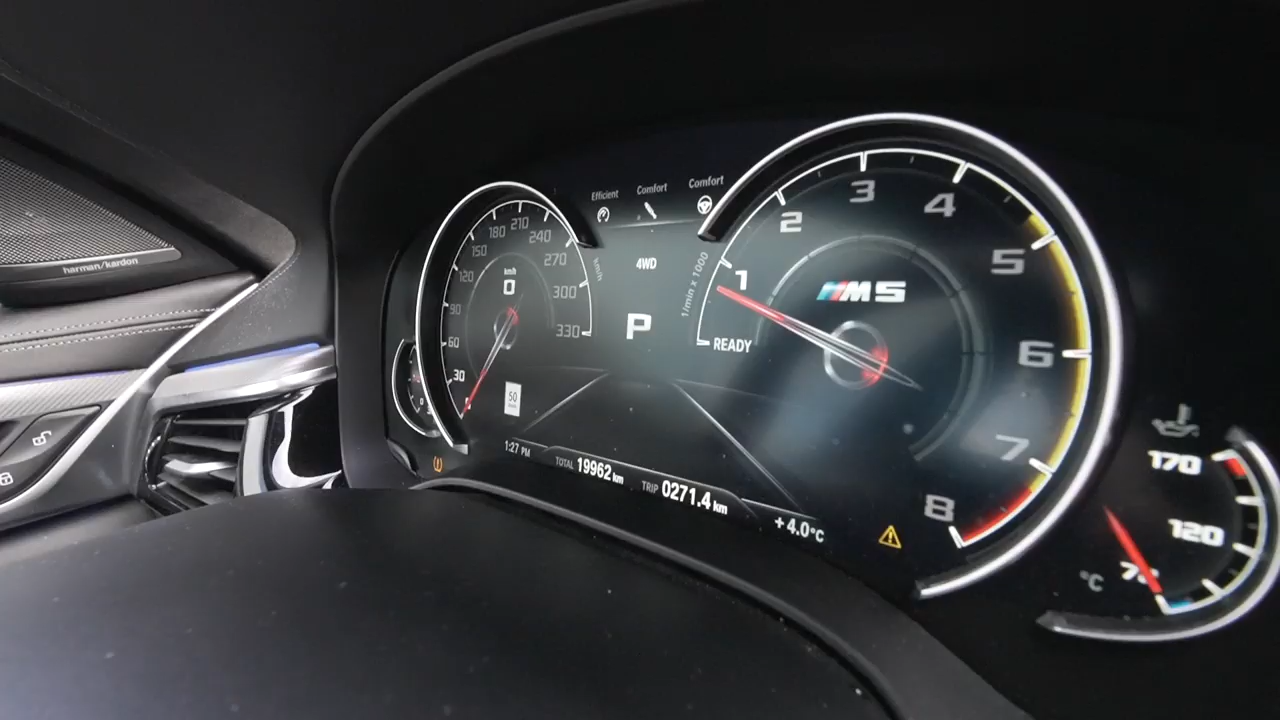 harman/kardon
Efficient
Comfort
Comfort
4WD
P
km/h
0
30
60
90
120
150
180
210
240
270
300
330
km/h
50
1/min x 1000
READY
1
2
3
4
5
6
7
8
M5
1:27 PM
TOTAL 19962 km
TRIP 0271.4 km
+4.0°C
170
120
°C